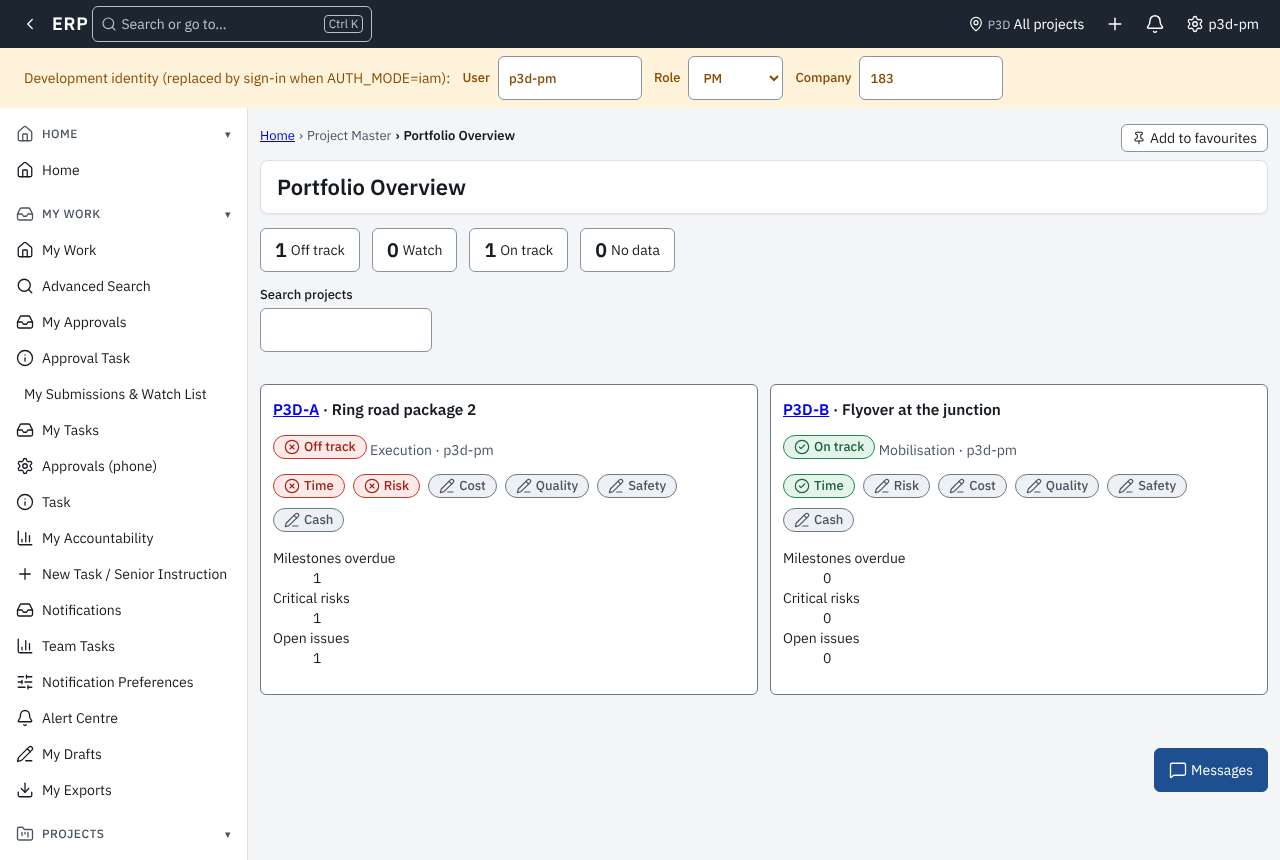 ERP
Search or go to...
Ctrl K
P3D All projects
p3d-pm
Development identity (replaced by sign-in when AUTH_MODE=iam): User p3d-pm Role PM Company 183
HOME
Home
MY WORK
My Work
Advanced Search
My Approvals
Approval Task
My Submissions & Watch List
My Tasks
Approvals (phone)
Task
My Accountability
New Task / Senior Instruction
Notifications
Team Tasks
Notification Preferences
Alert Centre
My Drafts
My Exports
PROJECTS
Home › Project Master › Portfolio Overview
Add to favourites
Portfolio Overview
1 Off track
0 Watch
1 On track
0 No data
Search projects
P3D-A · Ring road package 2
Off track Execution · p3d-pm
Time Risk Cost Quality Safety
Cash
Milestones overdue
1
Critical risks
1
Open issues
1
P3D-B · Flyover at the junction
On track Mobilisation · p3d-pm
Time Risk Cost Quality Safety
Cash
Milestones overdue
0
Critical risks
0
Open issues
0
Messages